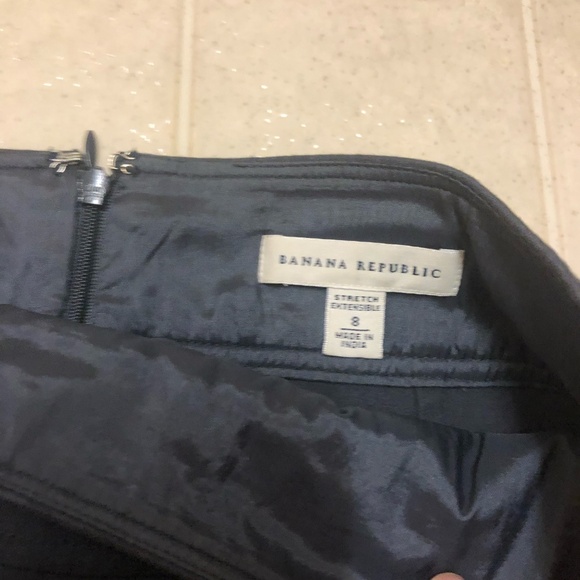 BANANA REPUBLIC
STRETCH
EXTENSIBLE
8
MADE IN
INDIA